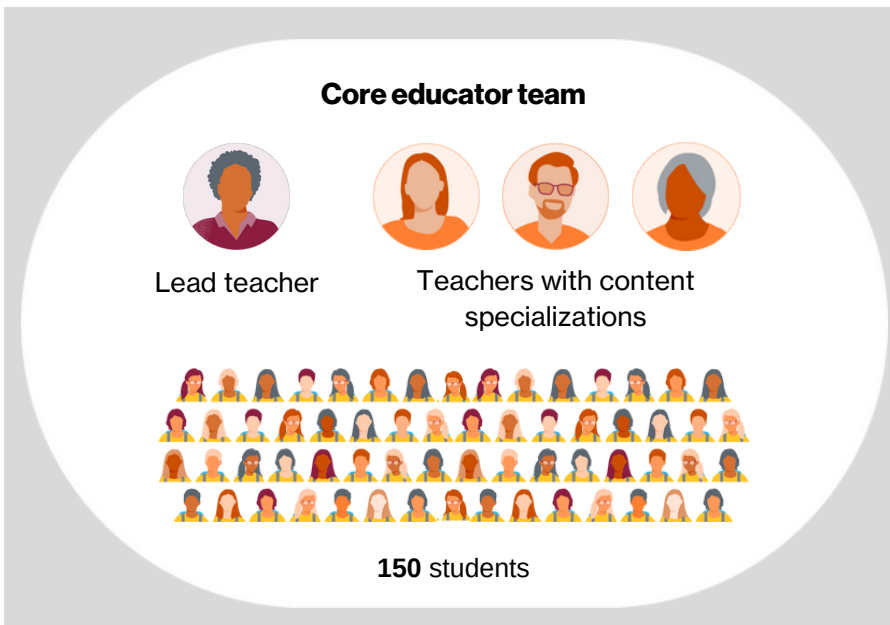 Core educator team
Lead teacher
Teachers with content
specializations
150 students